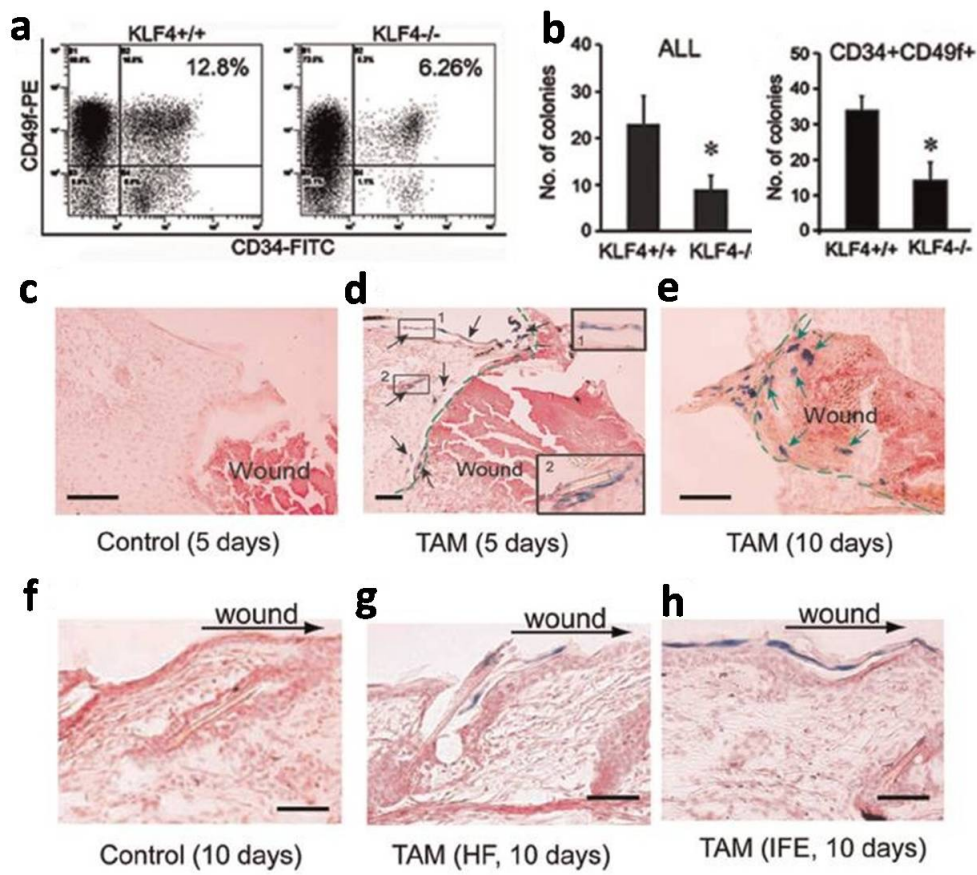 a
KLF4+/+
KLF4-/-
12.8%
6.26%
CD49f-PE
CD34-FITC
b
ALL
CD34+CD49f+
No. of colonies
40
30
20
10
0
*
KLF4+/+
KLF4-/-
No. of colonies
50
40
30
20
10
0
*
KLF4+/+
KLF4-/-
c
Wound
Control (5 days)
d
1
2
Wound
1
2
TAM (5 days)
e
Wound
TAM (10 days)
f
wound
Control (10 days)
g
wound
TAM (HF, 10 days)
h
wound
TAM (IFE, 10 days)